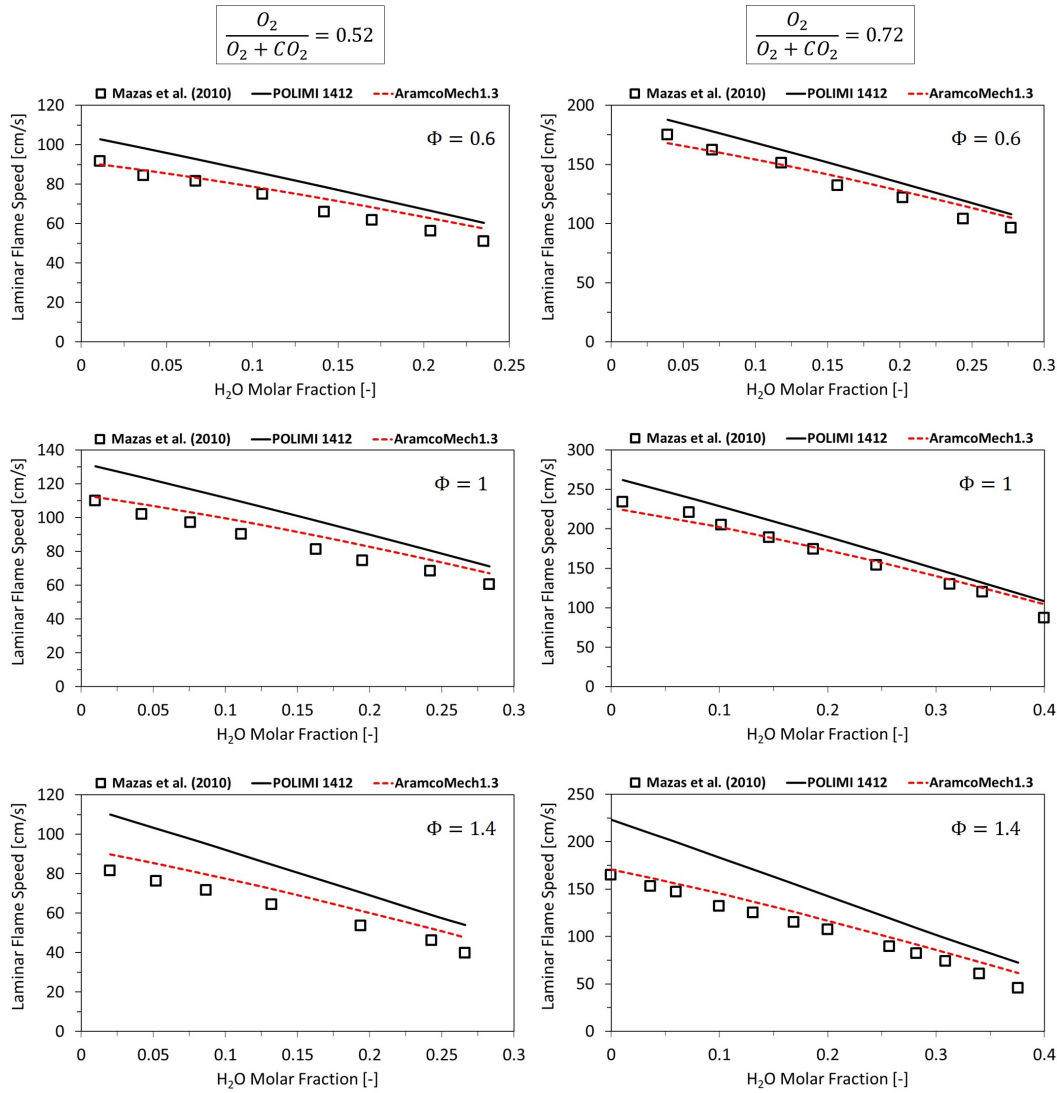 O₂ / (O₂ + CO₂) = 0.52
O₂ / (O₂ + CO₂) = 0.72
Mazas et al. (2010) POLIMI 1412 AramcoMech1.3
Φ = 0.6
Laminar Flame Speed [cm/s]
120
100
80
60
40
20
0
0 0.05 0.1 0.15 0.2 0.25
H₂O Molar Fraction [-]
Mazas et al. (2010) POLIMI 1412 AramcoMech1.3
Φ = 0.6
Laminar Flame Speed [cm/s]
200
150
100
50
0
0 0.05 0.1 0.15 0.2 0.25 0.3
H₂O Molar Fraction [-]
Mazas et al. (2010) POLIMI 1412 AramcoMech1.3
Φ = 1
Laminar Flame Speed [cm/s]
140
120
100
80
60
40
20
0
0 0.05 0.1 0.15 0.2 0.25 0.3
H₂O Molar Fraction [-]
Mazas et al. (2010) POLIMI 1412 AramcoMech1.3
Φ = 1
Laminar Flame Speed [cm/s]
300
250
200
150
100
50
0
0 0.1 0.2 0.3 0.4
H₂O Molar Fraction [-]
Mazas et al. (2010) POLIMI 1412 AramcoMech1.3
Φ = 1.4
Laminar Flame Speed [cm/s]
120
100
80
60
40
20
0
0 0.05 0.1 0.15 0.2 0.25 0.3
H₂O Molar Fraction [-]
Mazas et al. (2010) POLIMI 1412 AramcoMech1.3
Φ = 1.4
Laminar Flame Speed [cm/s]
250
200
150
100
50
0
0 0.1 0.2 0.3 0.4
H₂O Molar Fraction [-]